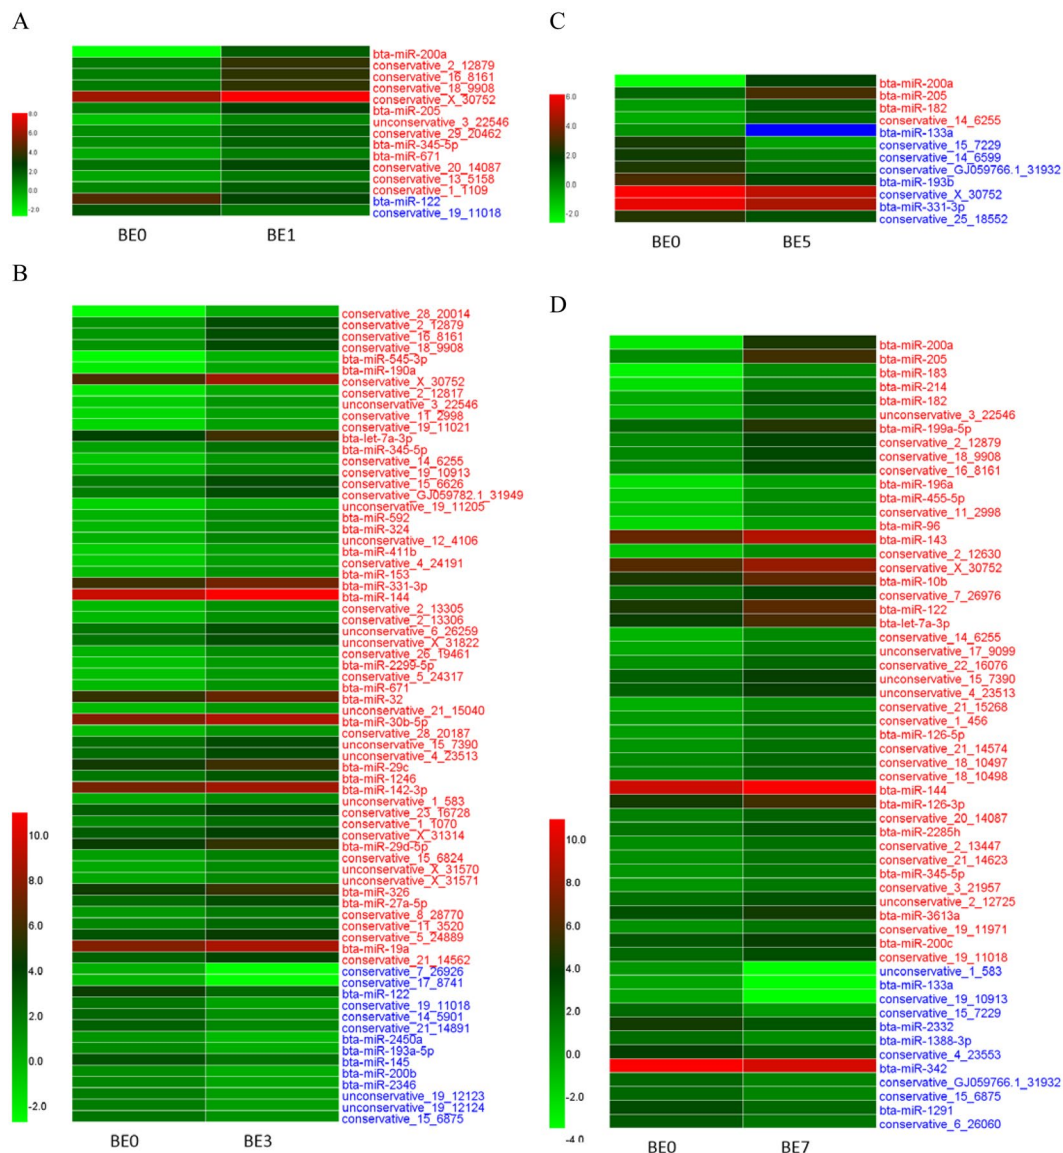 A
bta-miR-200a
conservative_2_12879
conservative_16_8161
conservative_18_9908
conservative_X_30752
bta-miR-205
unconservative_3_22546
conservative_29_20462
bta-miR-345-5p
bta-miR-671
conservative_20_14087
conservative_13_5158
conservative_1_1109
bta-miR-122
conservative_19_11018
8.0
6.0
4.0
2.0
0.0
-2.0
BE0 BE1
C
bta-miR-200a
bta-miR-205
bta-miR-182
conservative_14_6255
bta-miR-133a
conservative_15_7229
conservative_14_6599
conservative_GJ059766.1_31932
bta-miR-193b
conservative_X_30752
bta-miR-331-3p
conservative_25_18552
6.0
4.0
2.0
0.0
-2.0
BE0 BE5
B
conservative_28_20014
conservative_2_12879
conservative_16_8161
conservative_18_9908
bta-miR-545-3p
bta-miR-190a
conservative_X_30752
conservative_2_12817
unconservative_3_22546
conservative_11_2998
conservative_19_11021
bta-let-7a-3p
bta-miR-345-5p
conservative_14_6255
conservative_19_10913
conservative_15_6626
conservative_GJ059782.1_31949
unconservative_19_11205
bta-miR-592
bta-miR-324
unconservative_12_4106
bta-miR-411b
conservative_4_24191
bta-miR-153
bta-miR-331-3p
bta-miR-144
conservative_2_13305
conservative_2_13306
unconservative_6_26259
unconservative_X_31822
conservative_26_19461
bta-miR-2299-5p
conservative_5_24317
bta-miR-671
bta-miR-32
unconservative_21_15040
bta-miR-30b-5p
conservative_28_20187
unconservative_15_7390
unconservative_4_23513
bta-miR-29c
bta-miR-1246
bta-miR-142-3p
unconservative_1_583
conservative_23_16728
conservative_1_1070
conservative_X_31314
bta-miR-29d-5p
conservative_15_6824
unconservative_X_31570
unconservative_X_31571
bta-miR-326
bta-miR-27a-5p
conservative_8_28770
conservative_11_3520
conservative_5_24889
bta-miR-19a
conservative_21_14562
conservative_7_26926
conservative_17_8741
bta-miR-122
conservative_19_11018
conservative_14_5901
conservative_21_14891
bta-miR-2450a
bta-miR-193a-5p
bta-miR-145
bta-miR-200b
bta-miR-2346
unconservative_19_12123
unconservative_19_12124
conservative_15_6875
10.0
8.0
6.0
4.0
2.0
0.0
-2.0
BE0 BE3
D
bta-miR-200a
bta-miR-205
bta-miR-183
bta-miR-214
bta-miR-182
unconservative_3_22546
bta-miR-199a-5p
conservative_2_12879
conservative_18_9908
conservative_16_8161
bta-miR-196a
bta-miR-455-5p
conservative_11_2998
bta-miR-96
bta-miR-143
conservative_2_12630
conservative_X_30752
bta-miR-10b
conservative_7_26976
bta-miR-122
bta-let-7a-3p
conservative_14_6255
unconservative_17_9099
conservative_22_16076
unconservative_15_7390
unconservative_4_23513
conservative_21_15268
conservative_1_456
bta-miR-126-5p
conservative_21_14574
conservative_18_10497
conservative_18_10498
bta-miR-144
bta-miR-126-3p
conservative_20_14087
bta-miR-2285h
conservative_2_13447
conservative_21_14623
bta-miR-345-5p
conservative_3_21957
unconservative_2_12725
bta-miR-3613a
conservative_19_11971
bta-miR-200c
conservative_19_11018
unconservative_1_583
bta-miR-133a
conservative_19_10913
conservative_15_7229
bta-miR-2332
bta-miR-1388-3p
conservative_4_23553
bta-miR-342
conservative_GJ059766.1_31932
conservative_15_6875
bta-miR-1291
conservative_6_26060
10.0
8.0
6.0
4.0
2.0
0.0
-2.0
-4.0
BE0 BE7